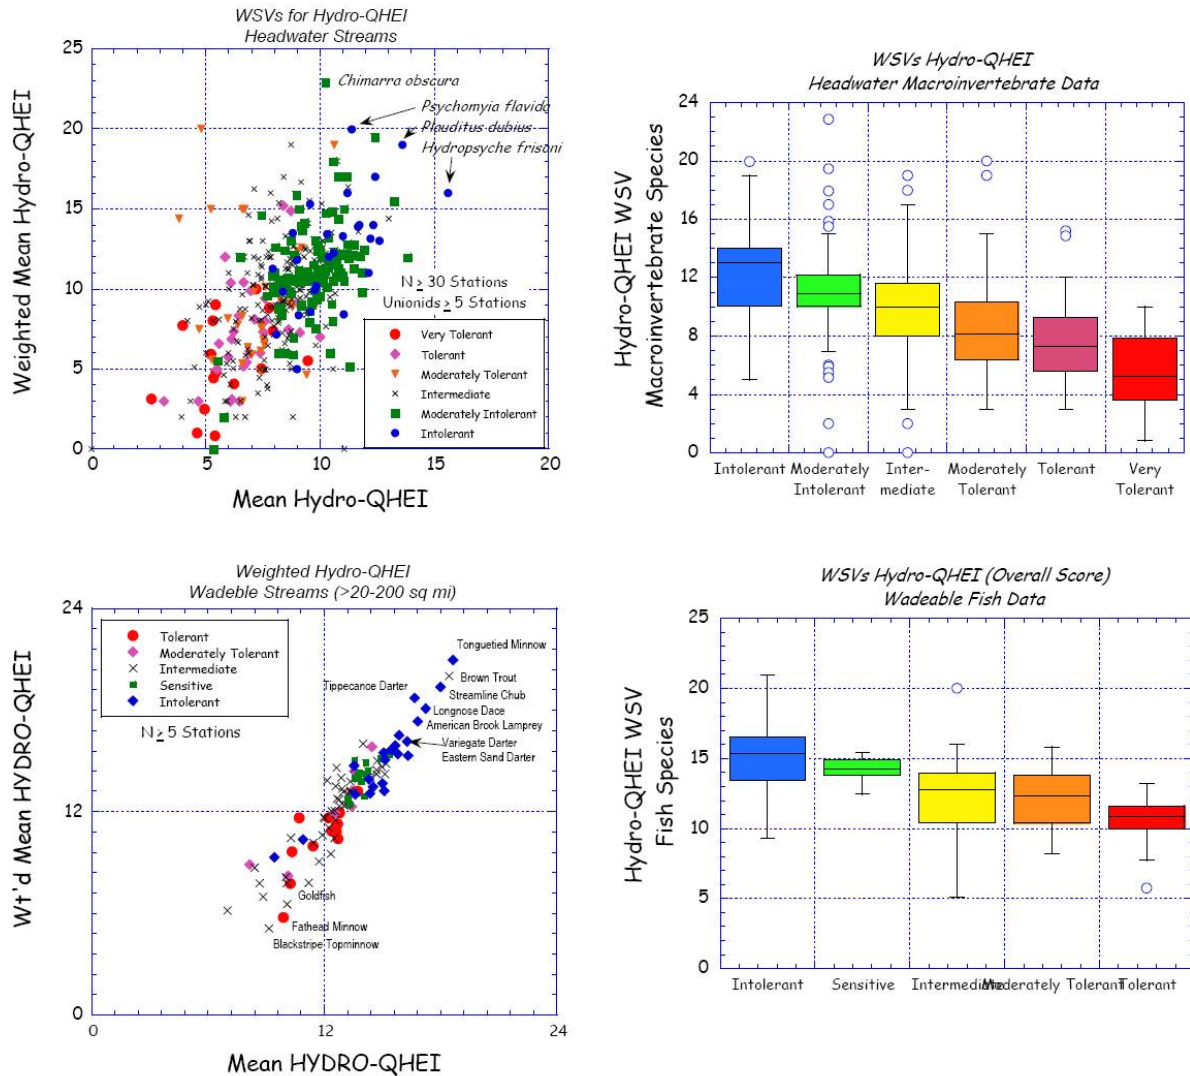 WSVs for Hydro-QHEI
Headwater Streams
Weighted Mean Hydro-QHEI
25
20
15
10
5
0
Chimarra obscura
Psychomyia flavida
Plauditus dubius
Hydropsyche frisoni
N ≥ 30 Stations
Unionids ≥ 5 Stations
Very Tolerant
Tolerant
Moderately Tolerant
Intermediate
Moderately Intolerant
Intolerant
0 5 10 15 20
Mean Hydro-QHEI
WSVs Hydro-QHEI
Headwater Macroinvertebrate Data
Hydro-QHEI WSV
Macroinvertebrate Species
24
20
16
12
8
4
0
Intolerant Moderately Inter- Moderately Tolerant Very
Intolerant mediate Tolerant Tolerant
Weighted Hydro-QHEI
Wadeble Streams (>20-200 sq mi)
Wt'd Mean HYDRO-QHEI
24
12
0
Tolerant
Moderately Tolerant
Intermediate
Sensitive
Intolerant
N ≥ 5 Stations
Tonguetied Minnow
Brown Trout
Tippecanoe Darter
Streamline Chub
Longnose Dace
American Brook Lamprey
Variegate Darter
Eastern Sand Darter
Goldfish
Fathead Minnow
Blackstripe Topminnow
0 12 24
Mean HYDRO-QHEI
WSVs Hydro-QHEI (Overall Score)
Wadeable Fish Data
Hydro-QHEI WSV
Fish Species
25
20
15
10
5
0
Intolerant Sensitive Intermediate Moderately Tolerant Tolerant